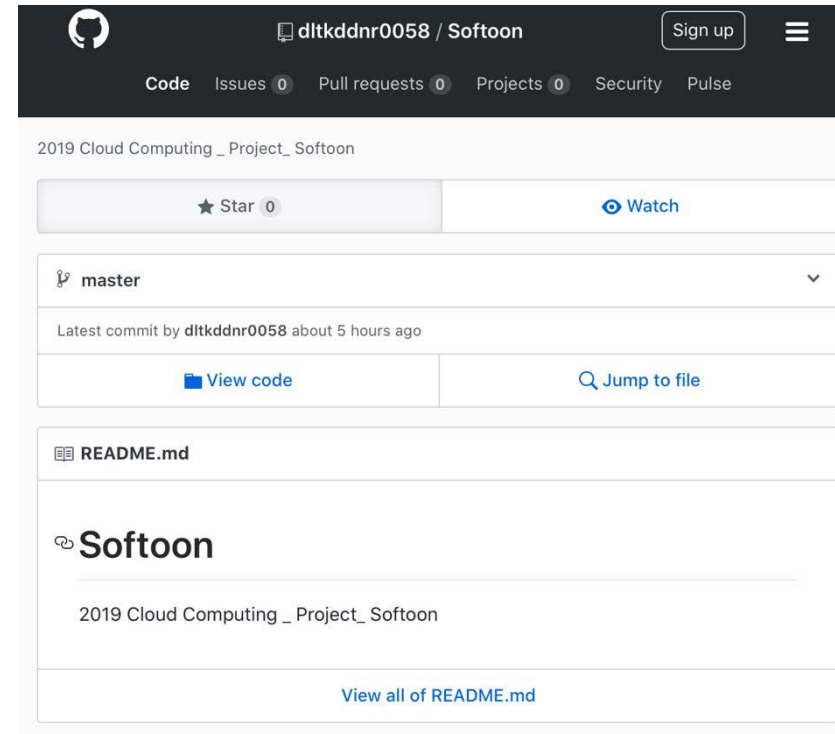 dltkddnr0058 / Softoon
Sign up
Code Issues 0 Pull requests 0 Projects 0 Security Pulse
2019 Cloud Computing _ Project_ Softoon
Star 0
Watch
master
Latest commit by dltkddnr0058 about 5 hours ago
View code
Jump to file
README.md
Softoon
2019 Cloud Computing _ Project_ Softoon
View all of README.md